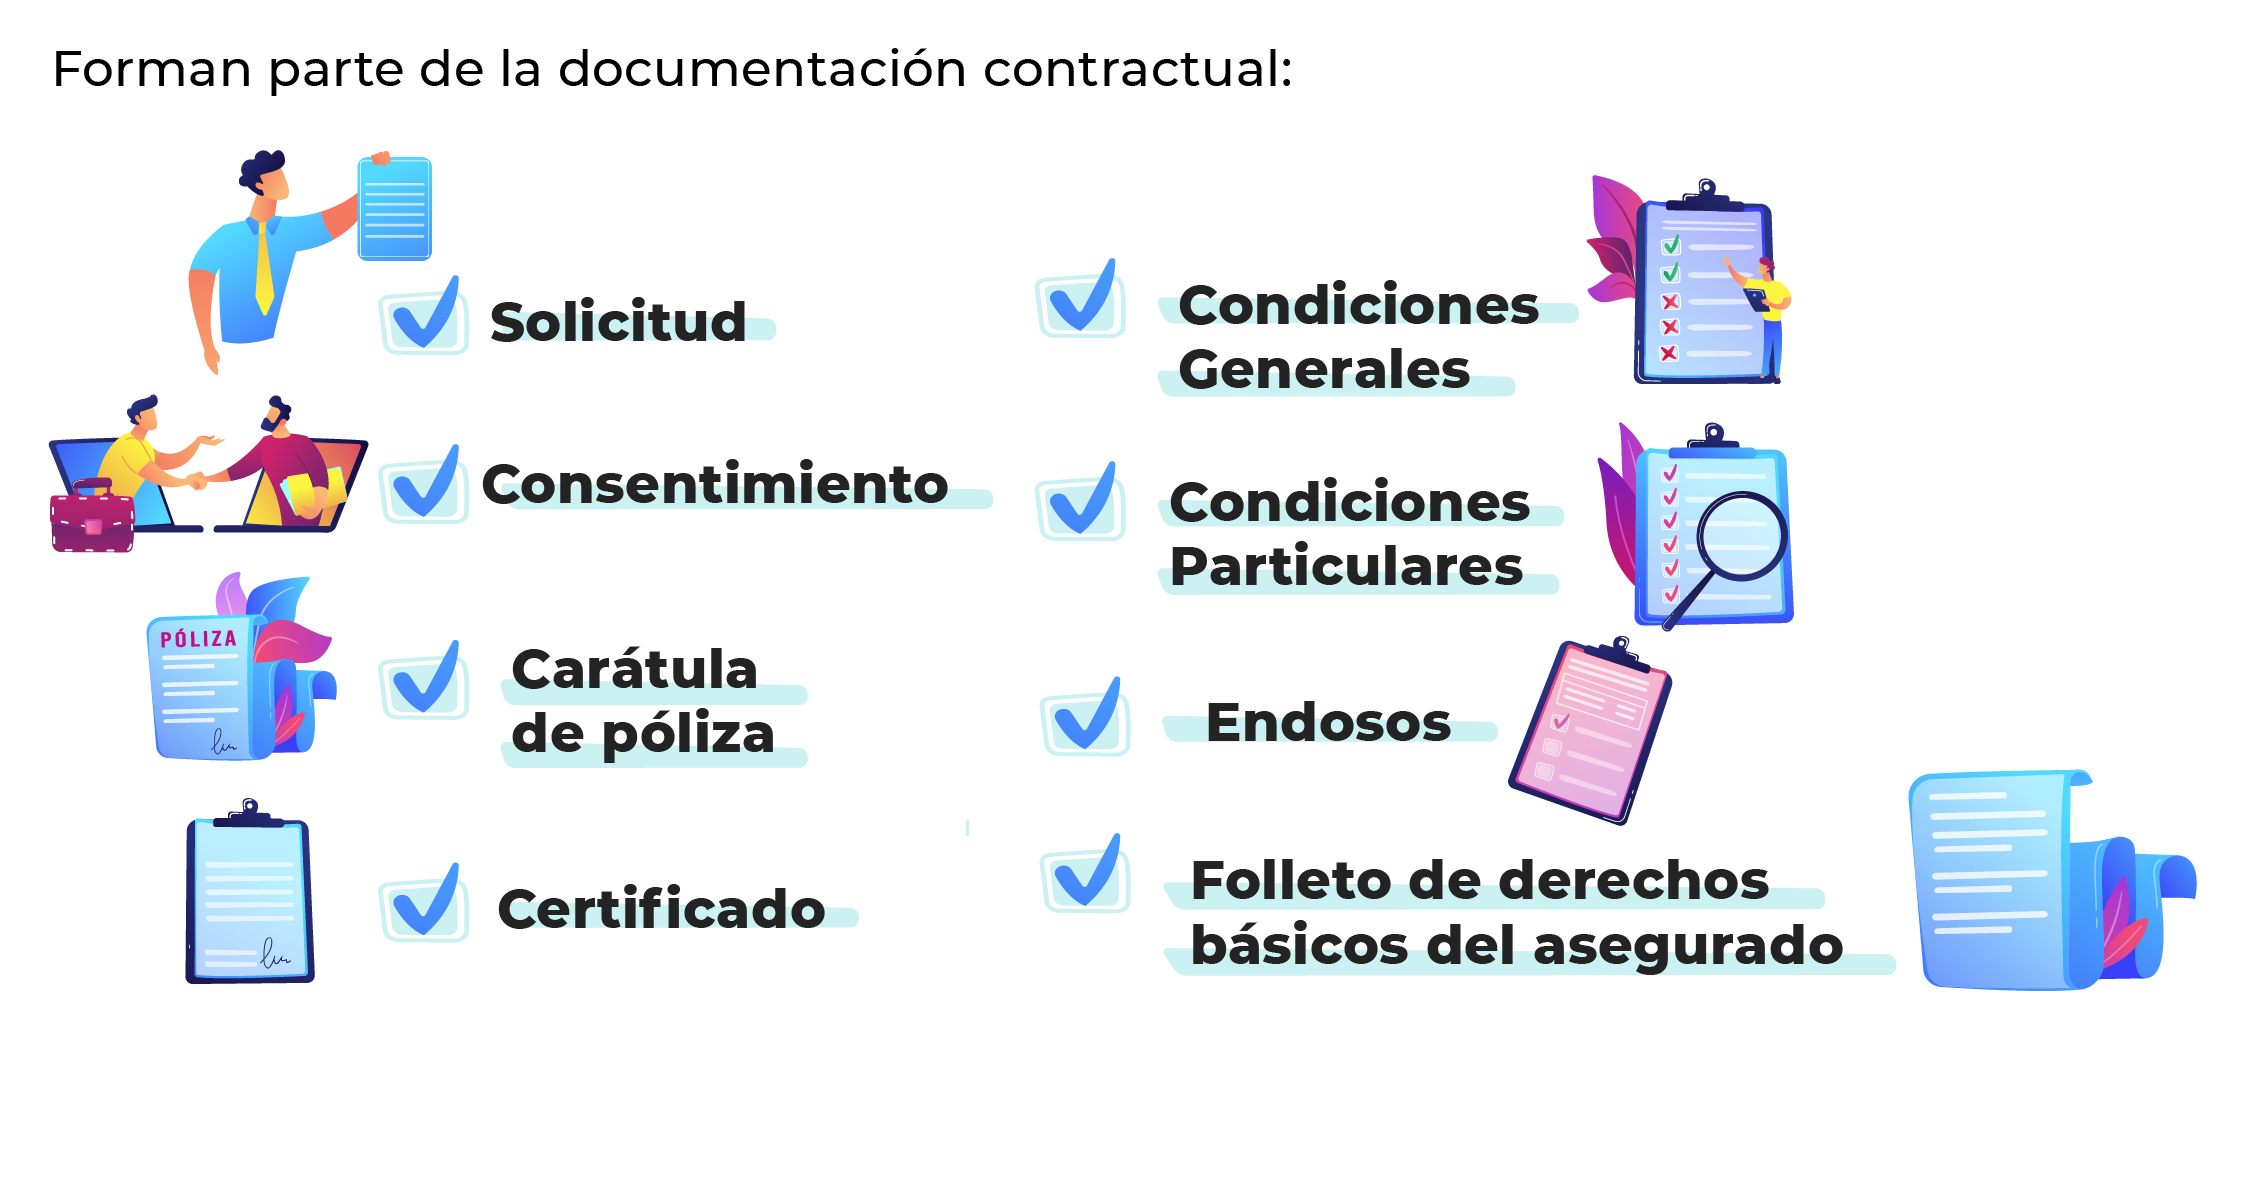 Forman parte de la documentación contractual:
Solicitud
Consentimiento
PÓLIZA
Carátula
de póliza
Certificado
Condiciones
Generales
Condiciones
Particulares
Endosos
Folleto de derechos
básicos del asegurado